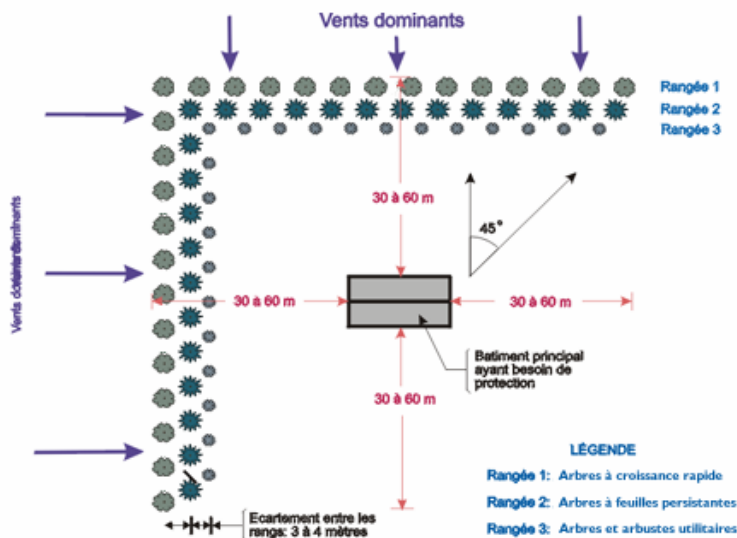 Vents dominants
Rangée 1
Rangée 2
Rangée 3
30 à 60 m
45°
Vents dominants
30 à 60 m
30 à 60 m
Batiment principal
ayant besoin de
protection
30 à 60 m
LÉGENDE
Rangée 1: Arbres à croissance rapide
Rangée 2: Arbres à feuilles persistantes
Rangée 3: Arbres et arbustes utilitaires
Ecartement entre les
rangs: 3 à 4 mètres